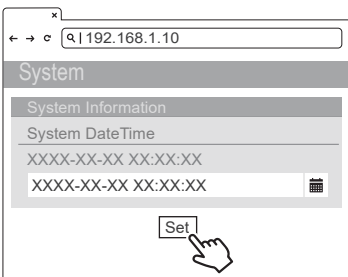 192.168.1.10
System
System Information
System DateTime
XXXX-XX-XX XX:XX:XX
XXXX-XX-XX XX:XX:XX
Set